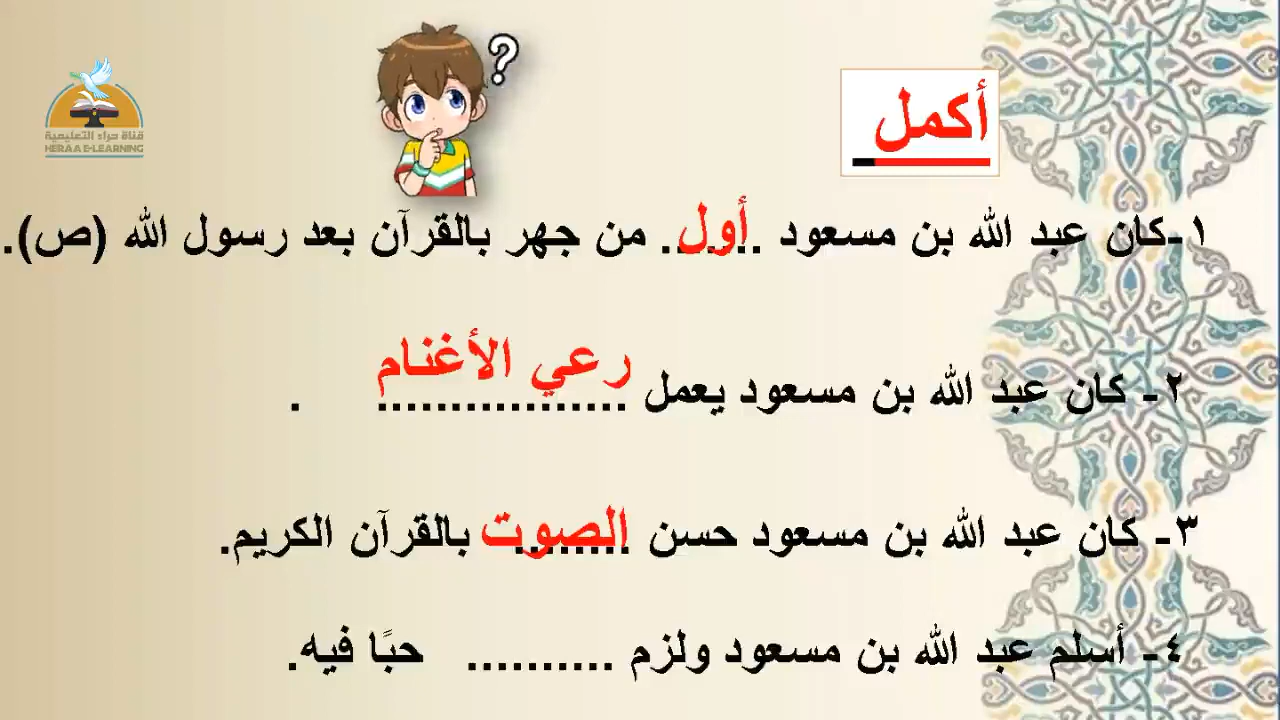 قناة حراء التعليمية
HERAA E-LEARNING
?
أكمل
١-كان عبد الله بن مسعود ..أول.. من جهر بالقرآن بعد رسول الله (ص).
٢- كان عبد الله بن مسعود يعمل رعي الأغنام ................. .
٣- كان عبد الله بن مسعود حسن الصوت ........ بالقرآن الكريم.
٤- أسلم عبد الله بن مسعود ولزم .......... حبًا فيه.